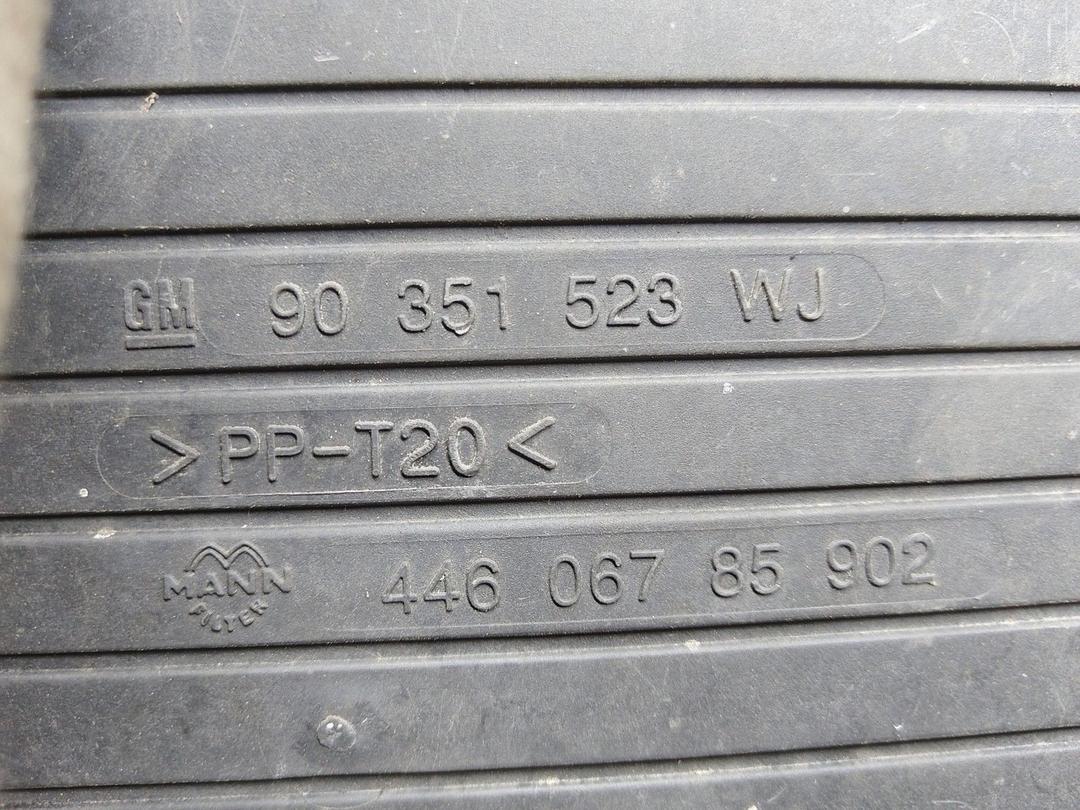 GM 90 351 523 WJ
>PP-T20<
MANN FILTER 446 067 85 902